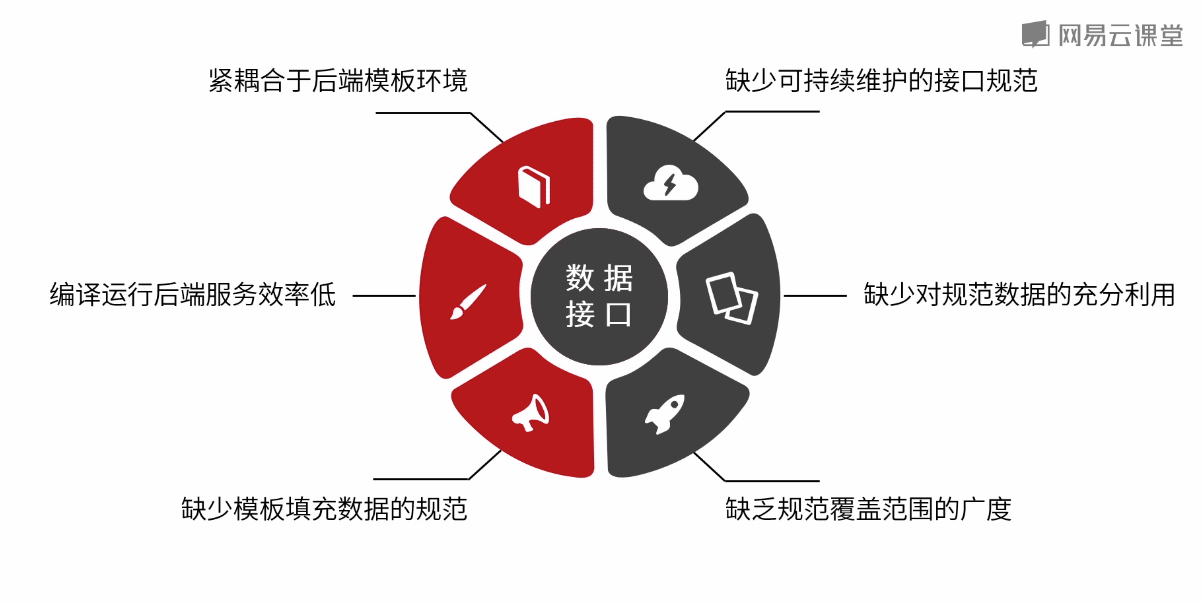 网易云课堂
紧耦合于后端模板环境
缺少可持续维护的接口规范
编译运行后端服务效率低
数据
接口
缺少对规范数据的充分利用
缺少模板填充数据的规范
缺乏规范覆盖范围的广度